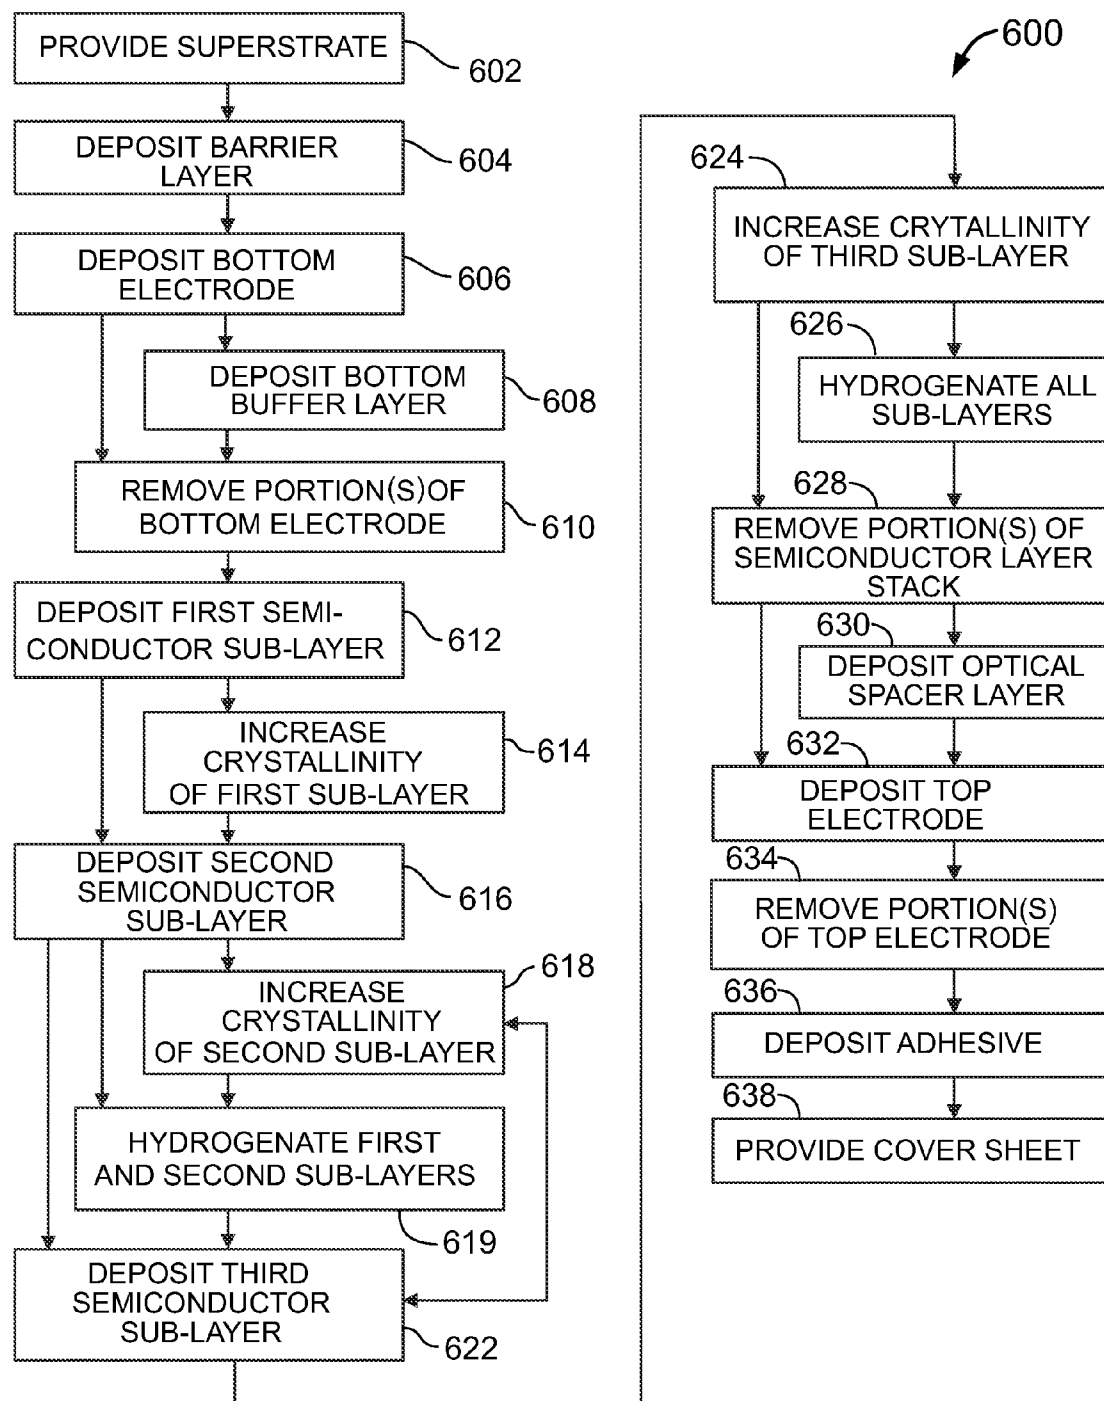 PROVIDE SUPERSTRATE
602
DEPOSIT BARRIER
LAYER
604
DEPOSIT BOTTOM
ELECTRODE
606
DEPOSIT BOTTOM
BUFFER LAYER
608
REMOVE PORTION(S)OF
BOTTOM ELECTRODE
610
DEPOSIT FIRST SEMI-
CONDUCTOR SUB-LAYER
612
INCREASE
CRYSTALLINITY
OF FIRST SUB-LAYER
614
DEPOSIT SECOND
SEMICONDUCTOR
SUB-LAYER
616
618
INCREASE
CRYSTALLINITY
OF SECOND SUB-LAYER
HYDROGENATE FIRST
AND SECOND SUB-LAYERS
619
DEPOSIT THIRD
SEMICONDUCTOR
SUB-LAYER
622
600
624
INCREASE CRYTALLINITY
OF THIRD SUB-LAYER
626
HYDROGENATE ALL
SUB-LAYERS
628
REMOVE PORTION(S) OF
SEMICONDUCTOR LAYER
STACK
630
DEPOSIT OPTICAL
SPACER LAYER
632
DEPOSIT TOP
ELECTRODE
634
REMOVE PORTION(S)
OF TOP ELECTRODE
636
DEPOSIT ADHESIVE
638
PROVIDE COVER SHEET